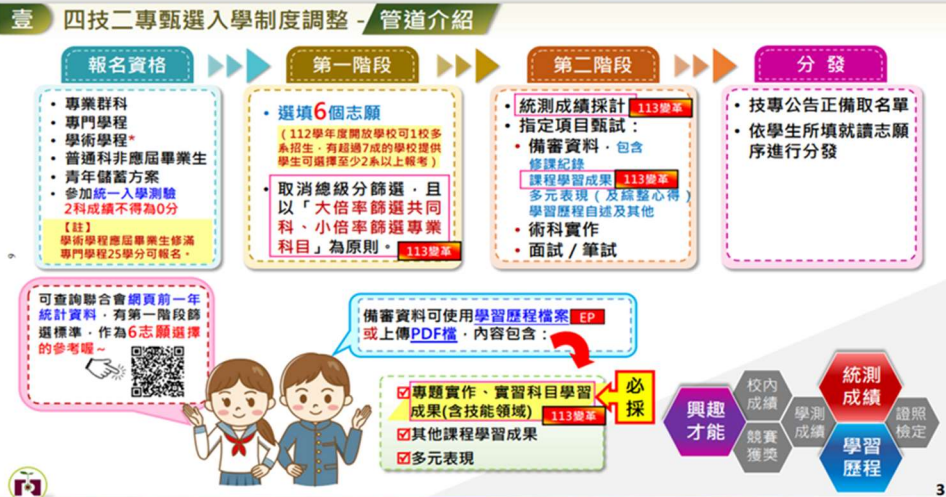 壹 四技二專甄選入學制度調整 - 管道介紹
報名資格
• 專業群科
• 專門學程
• 學術學程*
• 普通科非應屆畢業生
• 青年儲蓄方案
• 參加統一入學測驗
2科成績不得為0分
【註】
學術學程應屆畢業生修滿
專門學程25學分可報名。
第一階段
• 選填6個志願
（112學年度開放學校可1校多
系招生，有超過7成的學校提供
學生可選擇至少2系以上報考）
• 取消總級分篩選，且
以「大倍率篩選共同
科、小倍率篩選專業
科目」為原則。 113變革
第二階段
• 統測成績採計 113變革
• 指定項目甄試：
• 備審資料，包含
修課紀錄
課程學習成果 113變革
多元表現（及綜整心得）
學習歷程自述及其他
• 術科實作
• 面試 / 筆試
分 發
• 技專公告正備取名單
• 依學生所填就讀志願
序進行分發
6
可查詢聯合會網頁前一年
統計資料，有第一階段篩
選標準，作為6志願選擇
的參考喔~
備審資料可使用學習歷程檔案 EP
或上傳PDF檔，內容包含：
☑專題實作、實習科目學習
成果(含技能領域) 113變革
☑其他課程學習成果
☑多元表現
必
採
興趣
才能
校內
成績
競賽
獲獎
學測
成績
統測
成績
學習
歷程
證照
檢定
3